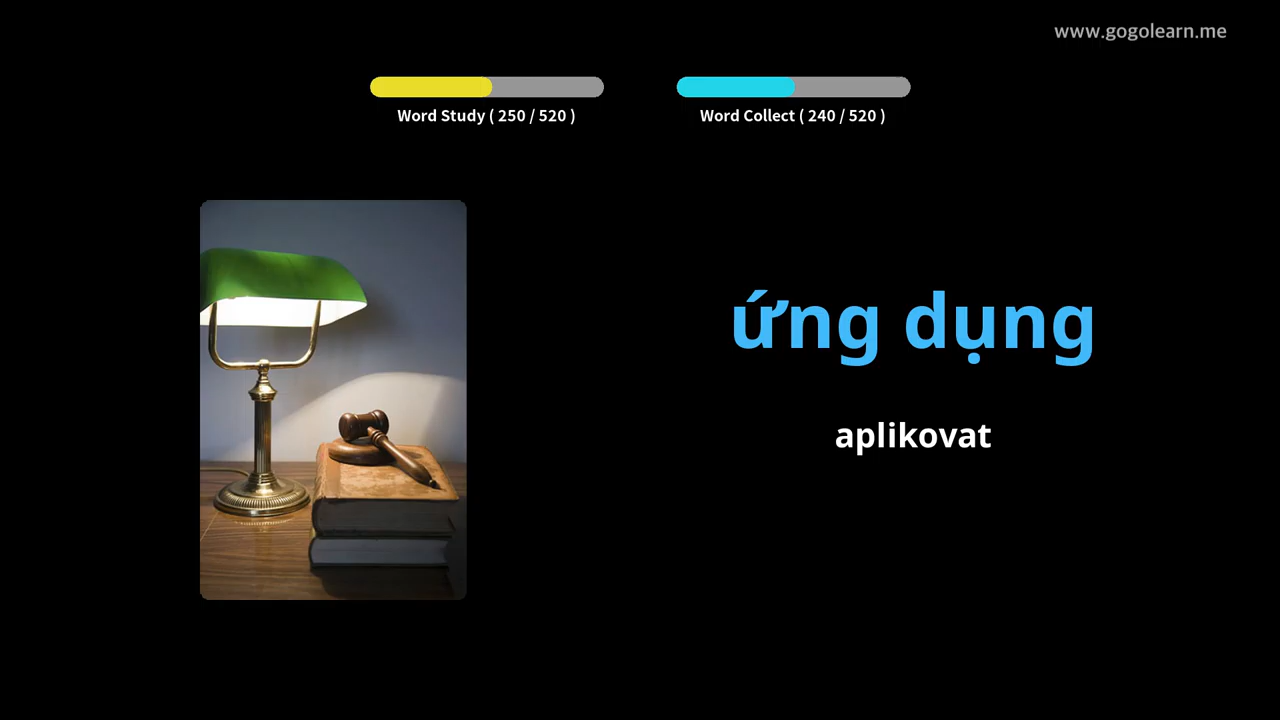 www.gogolearn.me
Word Study ( 250 / 520 )
Word Collect ( 240 / 520 )
ứng dụng
aplikovat